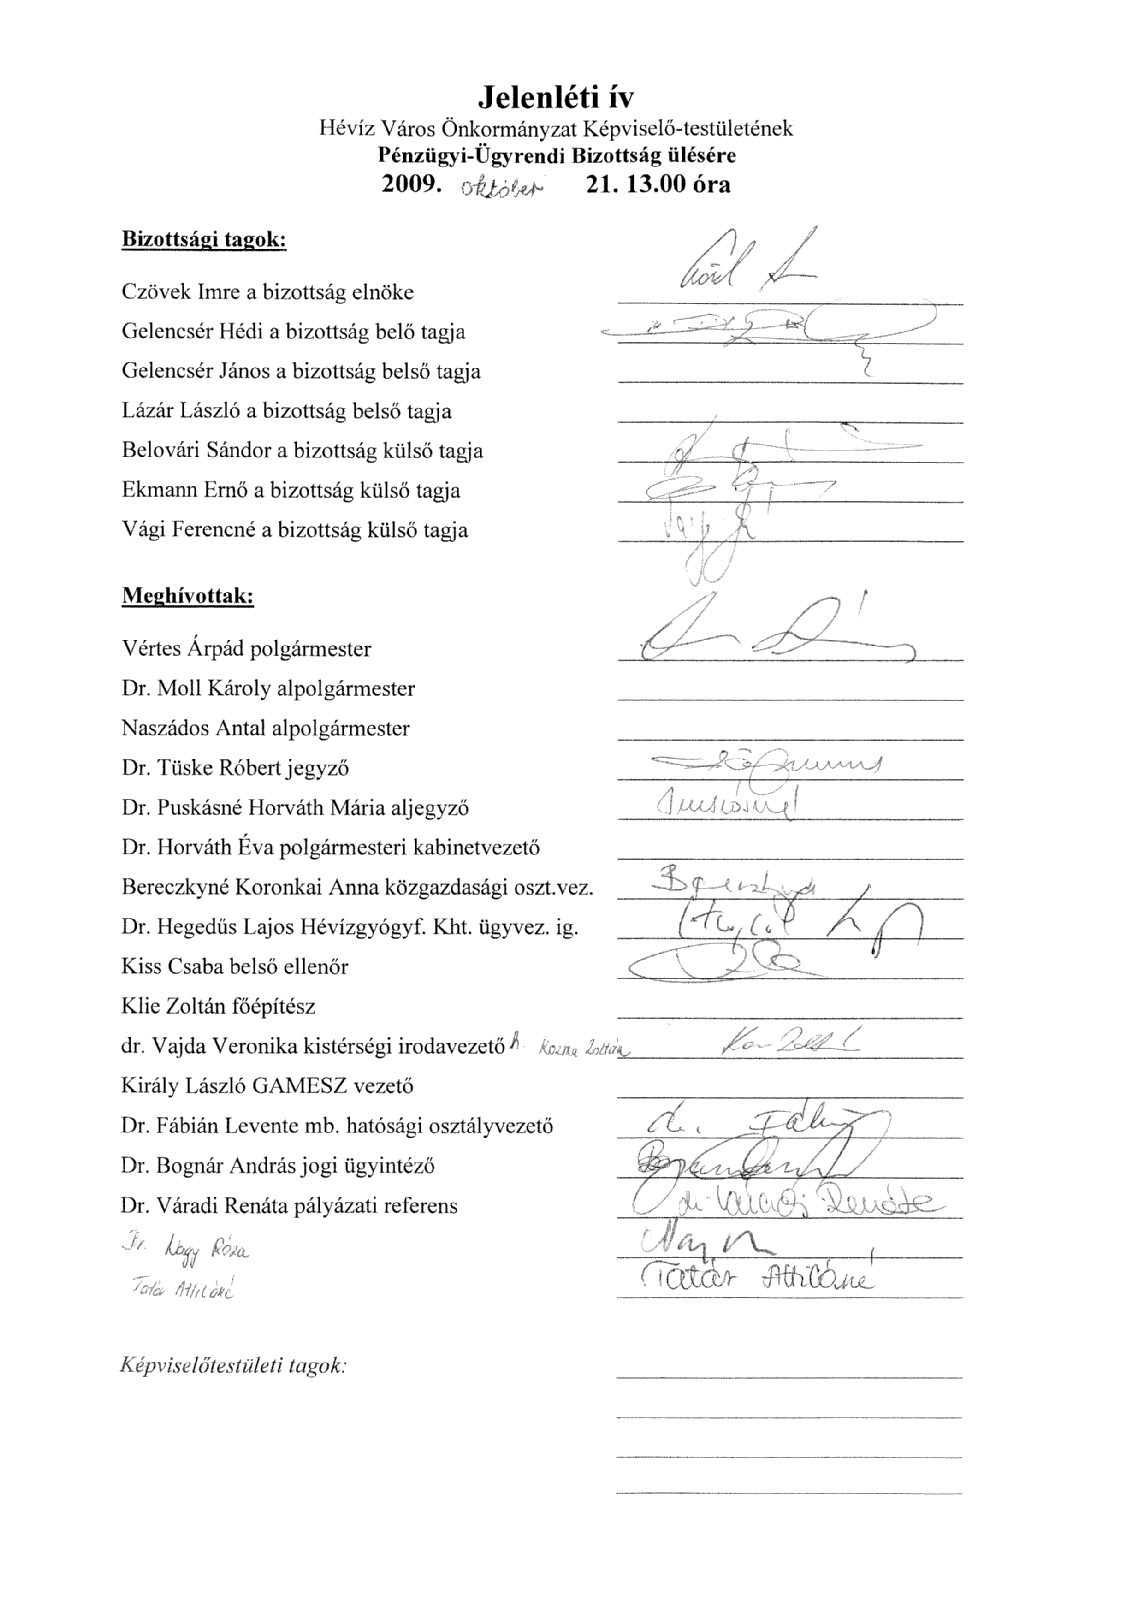 Jelenléti ív
Hévíz Város Önkormányzat Képviselő-testületének
Pénzügyi-Ügyrendi Bizottság ülésére
2009. október 21. 13.00 óra
Bizottsági tagok:
Czövek Imre a bizottság elnöke
Gelencsér Hédi a bizottság belő tagja
Gelencsér János a bizottság belső tagja
Lázár László a bizottság belső tagja
Belovári Sándor a bizottság külső tagja
Ekmann Ernő a bizottság külső tagja
Vági Ferencné a bizottság külső tagja
Meghívottak:
Vértes Árpád polgármester
Dr. Moll Károly alpolgármester
Naszádos Antal alpolgármester
Dr. Tüske Róbert jegyző
Dr. Puskásné Horváth Mária aljegyző
Dr. Horváth Éva polgármesteri kabinetvezető
Bereczkyné Koronkai Anna közgazdasági oszt.vez.
Dr. Hegedűs Lajos Hévízgyógyf. Kht. ügyvez. ig.
Kiss Csaba belső ellenőr
Klie Zoltán főépítész
dr. Vajda Veronika kistérségi irodavezető h. Zoltán
Király László GAMESZ vezető
Dr. Fábián Levente mb. hatósági osztályvezető
Dr. Bognár András jogi ügyintéző
Dr. Váradi Renáta pályázati referens dr. Váradi Renáta
Dr. Nagy Róza
Tatár Attiláné Tatár Attiláné
Képviselőtestületi tagok: